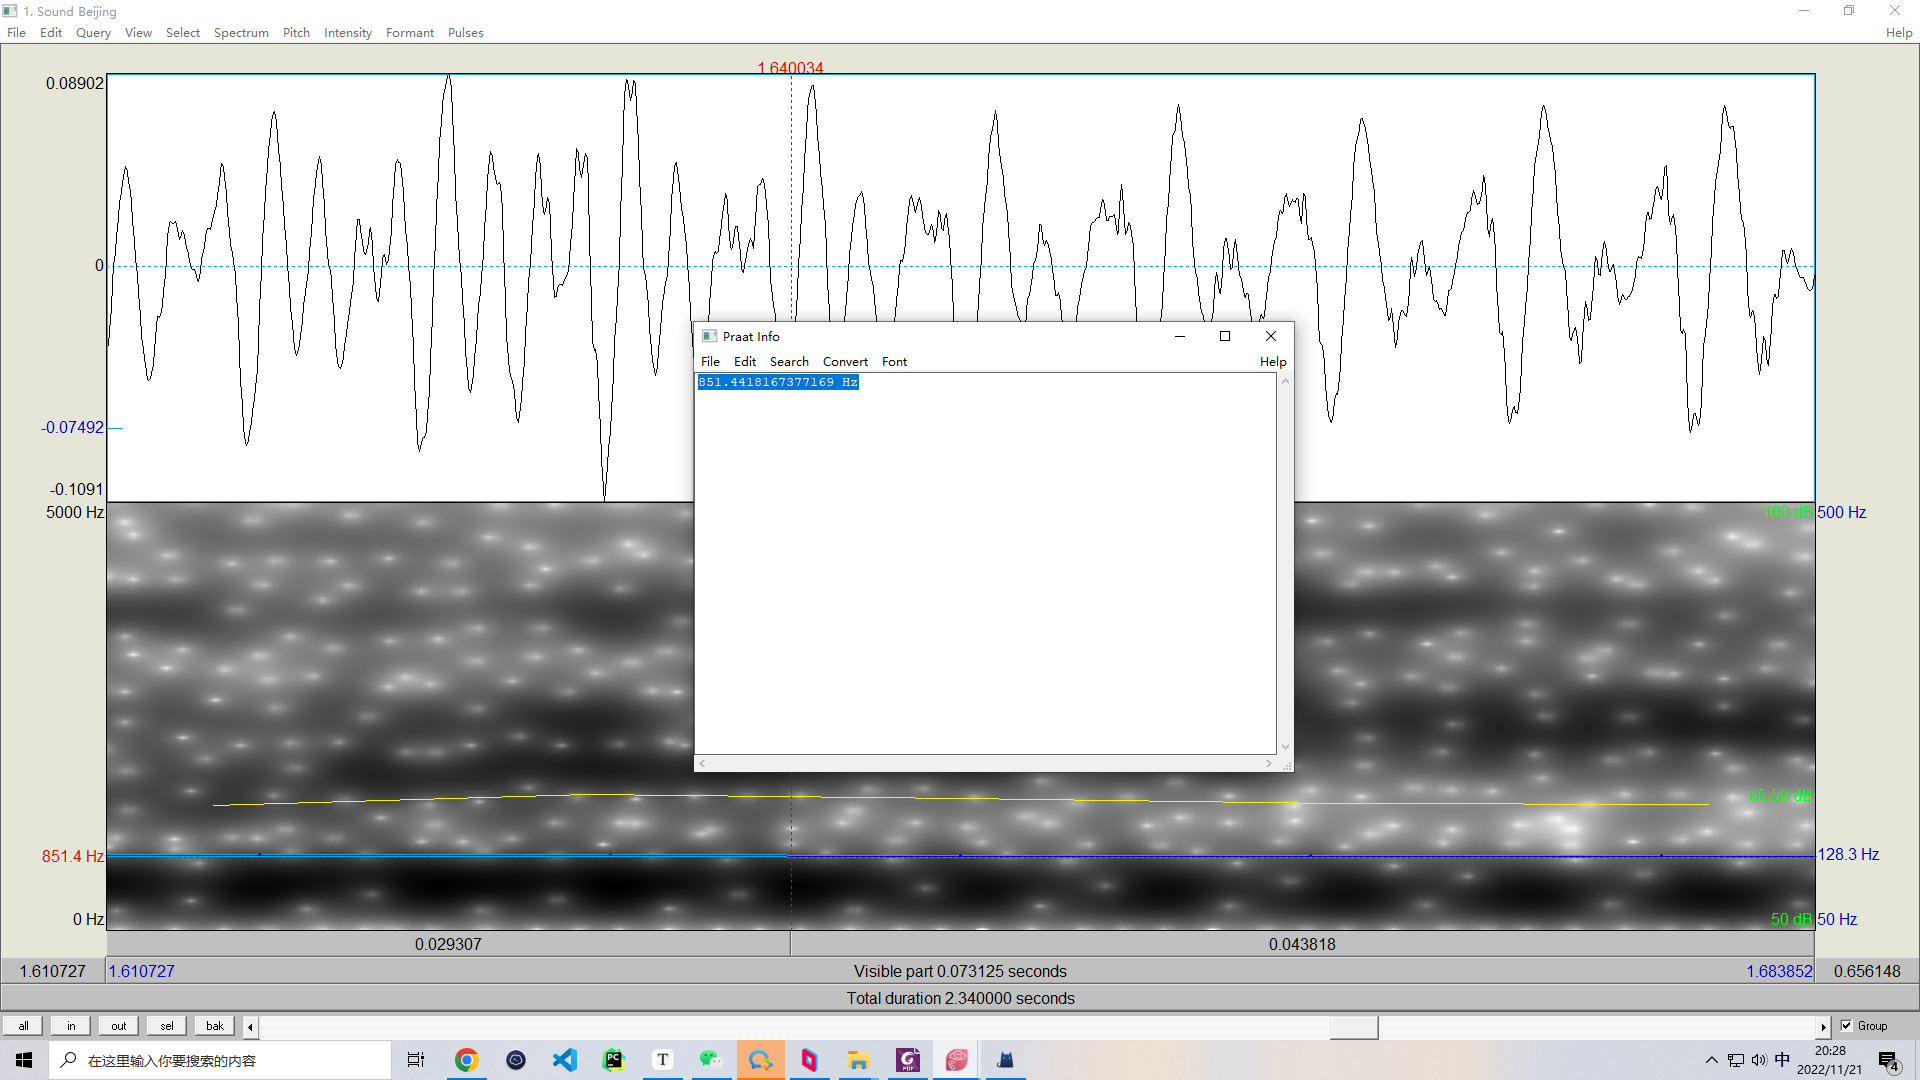 1. Sound Beijing
File Edit Query View Select Spectrum Pitch Intensity Formant Pulses Help
1.640034
0.08902
0
-0.07492
-0.1091
5000 Hz
100 dB 500 Hz
Praat Info
File Edit Search Convert Font Help
851.4418167377169 Hz
851.4 Hz
128.3 Hz
0 Hz
50 dB 50 Hz
0.029307 0.043818
1.610727 1.610727 Visible part 0.073125 seconds 1.683852 0.656148
Total duration 2.340000 seconds
all in out sel bak Group
在这里输入你要搜索的内容
PC
T
PDF
中
20:28
2022/11/21
4